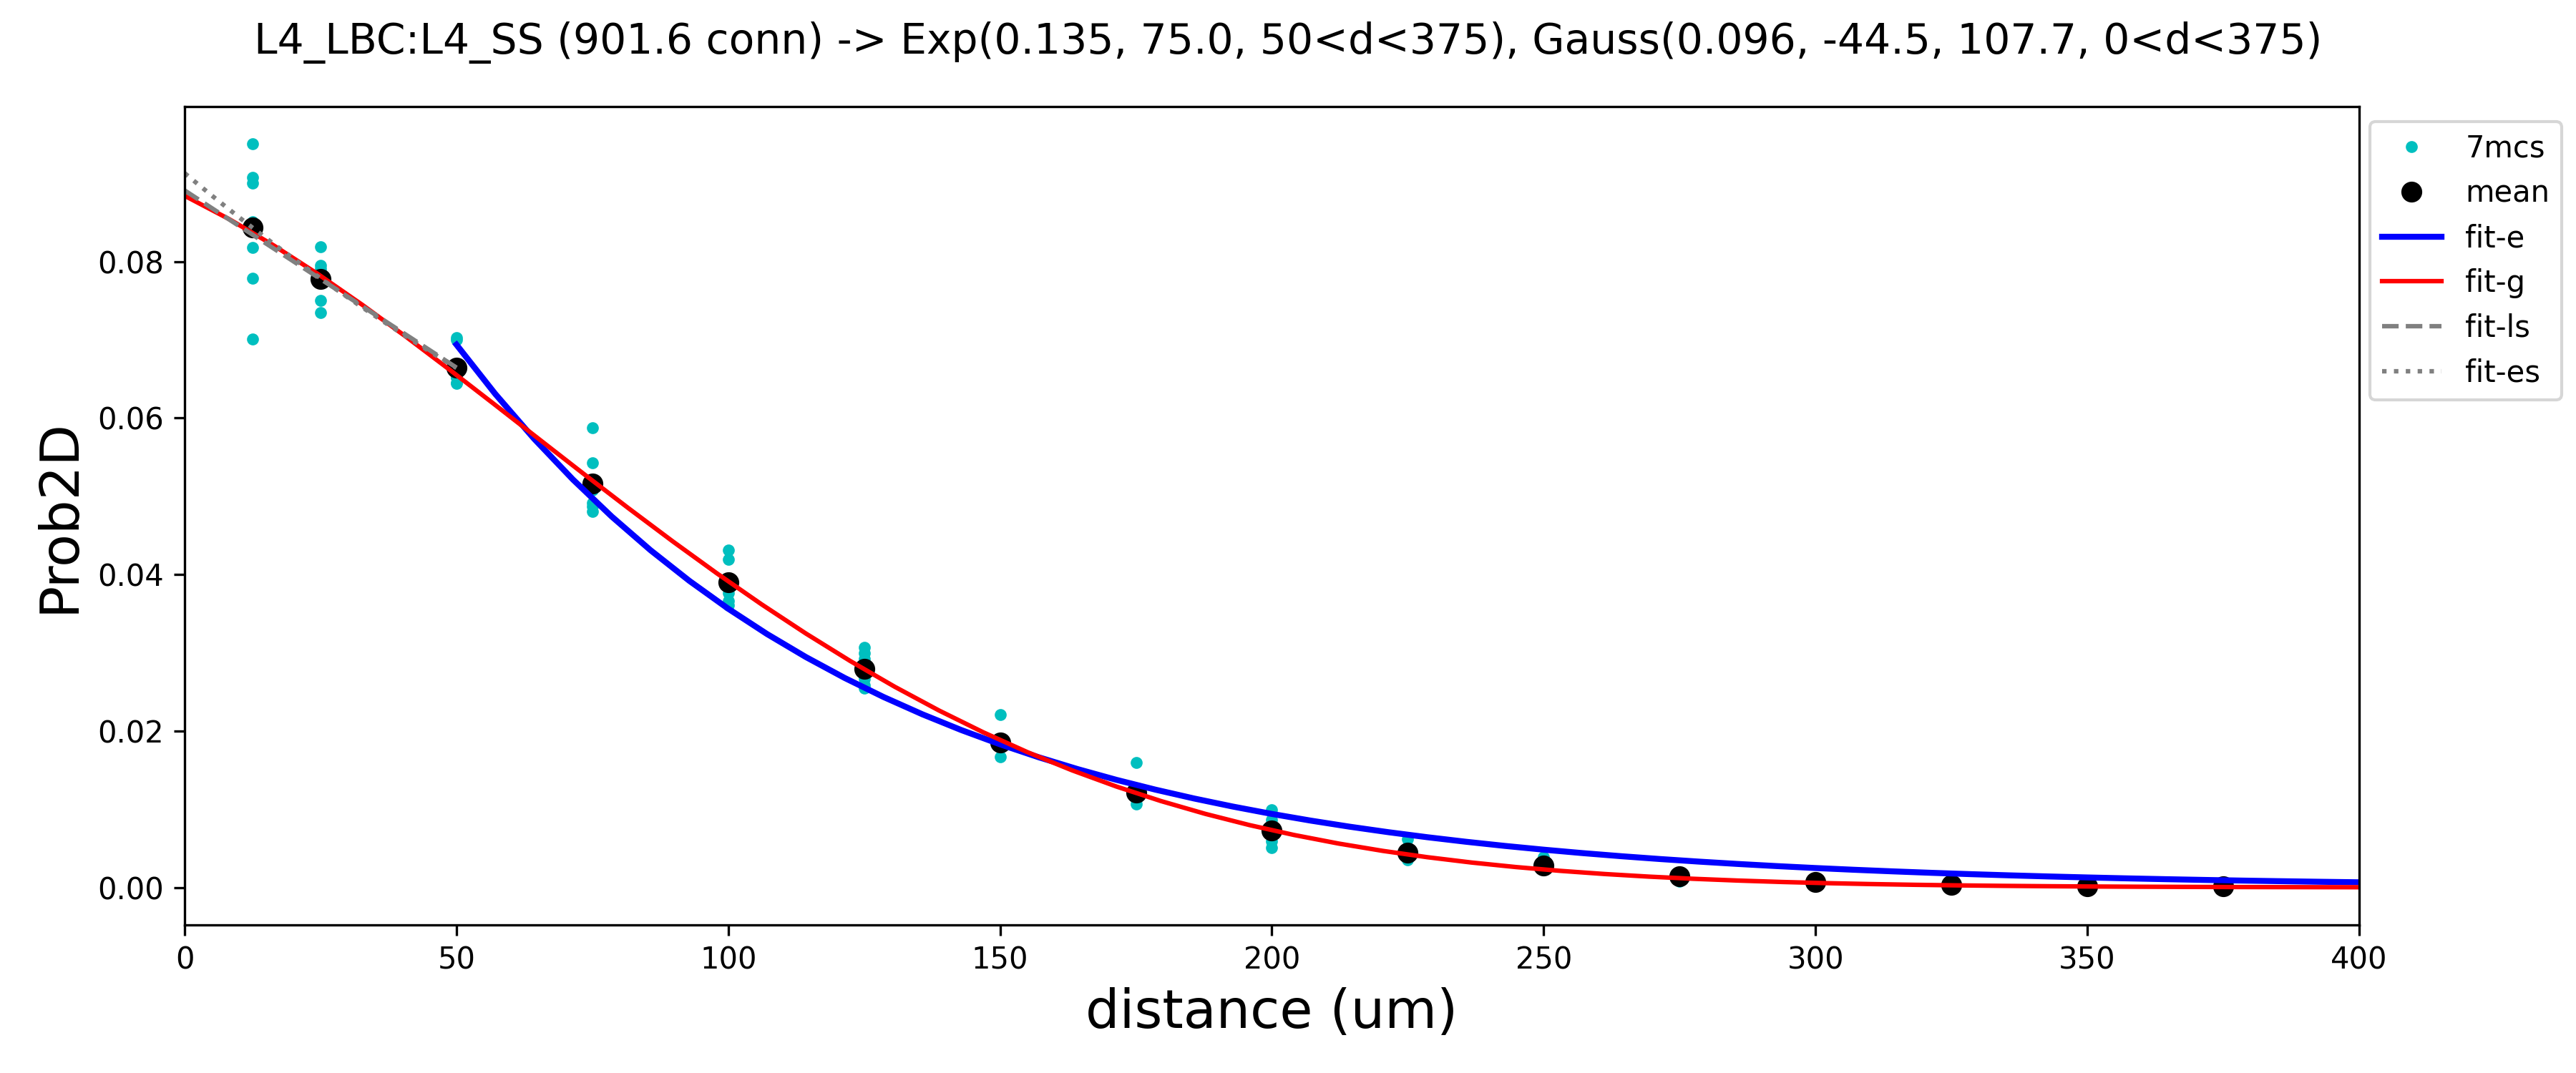 L4_LBC:L4_SS (901.6 conn) -> Exp(0.135, 75.0, 50<d<375), Gauss(0.096, -44.5, 107.7, 0<d<375)
7mcs
mean
fit-e
fit-g
fit-ls
fit-es
0.08
0.06
0.04
0.02
0.00
Prob2D
0 50 100 150 200 250 300 350 400
distance (um)